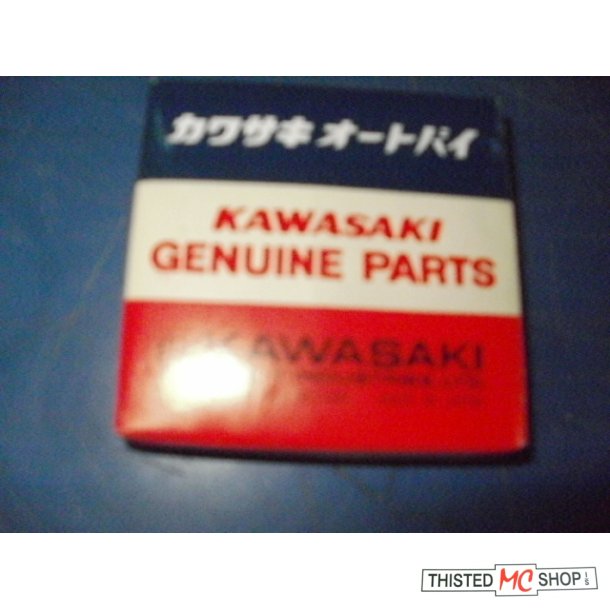 カワサキ オートバイ
KAWASAKI
GENUINE PARTS
KAWASAKI
THISTED MC SHOP I/S